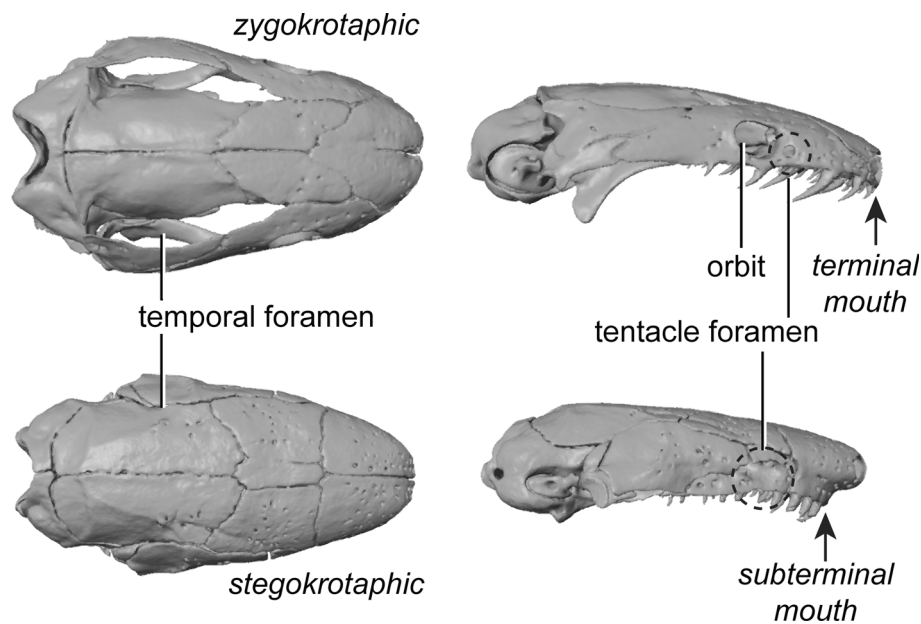 zygokrotaphic
orbit
terminal
mouth
temporal foramen
tentacle foramen
stegokrotaphic
subterminal
mouth